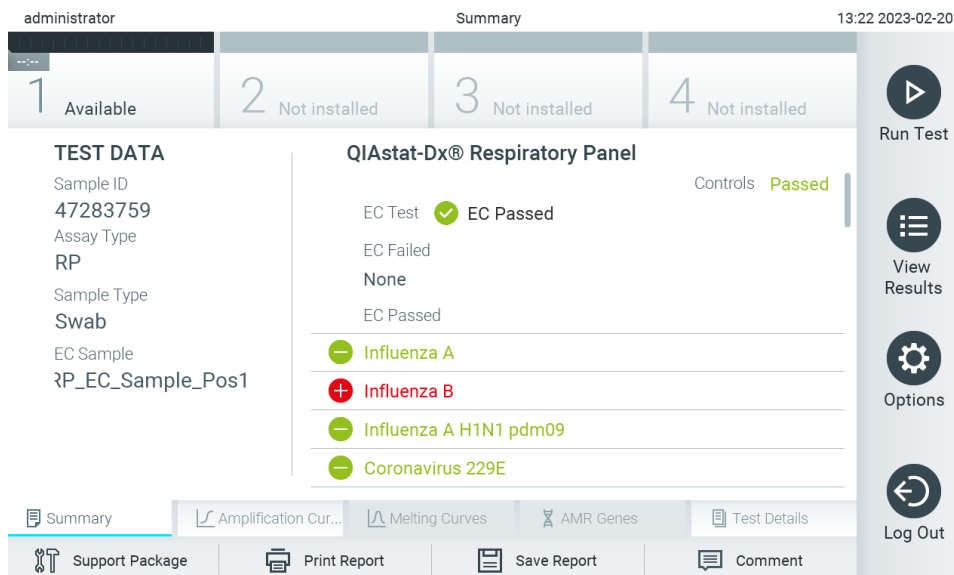 administrator Summary 13:22 2023-02-20
--:--
1 Available 2 Not installed 3 Not installed 4 Not installed
Run Test
TEST DATA
Sample ID
47283759
Assay Type
RP
Sample Type
Swab
EC Sample
RP_EC_Sample_Pos1
QIAstat-Dx® Respiratory Panel
Controls Passed
EC Test EC Passed
EC Failed
None
EC Passed
Influenza A
Influenza B
Influenza A H1N1 pdm09
Coronavirus 229E
View
Results
Options
Log Out
Summary Amplification Cur... Melting Curves AMR Genes Test Details
Support Package Print Report Save Report Comment